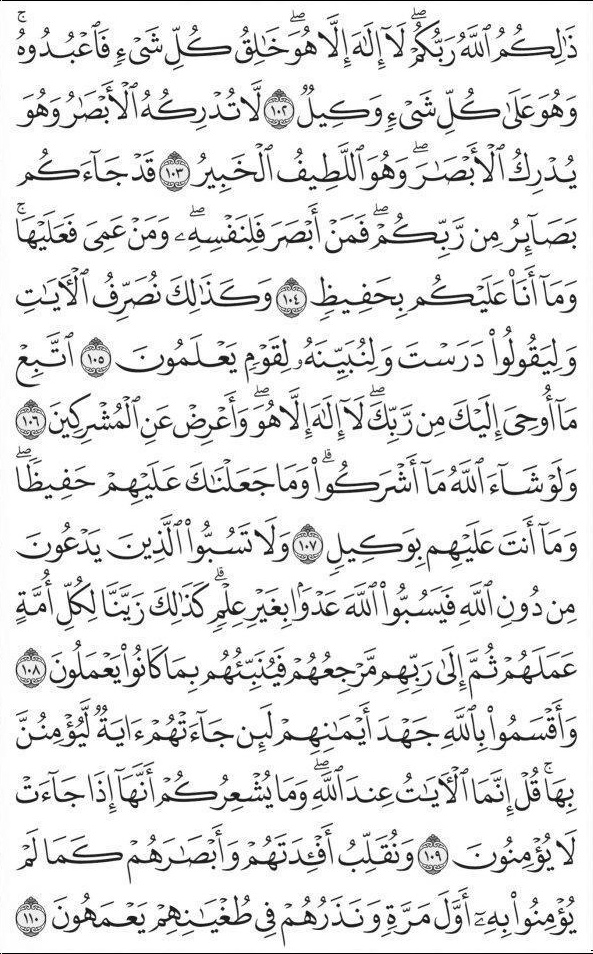 ذَٰلِكُمُ ٱللَّهُ رَبُّكُمْۖ لَآ إِلَٰهَ إِلَّا هُوَۖ خَٰلِقُ كُلِّ شَىْءٍۢ فَٱعْبُدُوهُۚ
وَهُوَ عَلَىٰ كُلِّ شَىْءٍۢ وَكِيلٌۭ ١٠٢ لَّا تُدْرِكُهُ ٱلْأَبْصَٰرُ وَهُوَ
يُدْرِكُ ٱلْأَبْصَٰرَۖ وَهُوَ ٱللَّطِيفُ ٱلْخَبِيرُ ١٠٣ قَدْ جَآءَكُم
بَصَآئِرُ مِن رَّبِّكُمْۖ فَمَنْ أَبْصَرَ فَلِنَفْسِهِۦۖ وَمَنْ عَمِىَ فَعَلَيْهَاۚ
وَمَآ أَنَا۠ عَلَيْكُم بِحَفِيظٍۢ ١٠٤ وَكَذَٰلِكَ نُصَرِّفُ ٱلْءَايَٰتِ
وَلِيَقُولُوا۟ دَرَسْتَ وَلِنُبَيِّنَهُۥ لِقَوْمٍۢ يَعْلَمُونَ ١٠٥ ٱتَّبِعْ
مَآ أُوحِىَ إِلَيْكَ مِن رَّبِّكَۖ لَآ إِلَٰهَ إِلَّا هُوَۖ وَأَعْرِضْ عَنِ ٱلْمُشْرِكِينَ ١٠٦
وَلَوْ شَآءَ ٱللَّهُ مَآ أَشْرَكُوا۟ۗ وَمَا جَعَلْنَٰكَ عَلَيْهِمْ حَفِيظًۭاۖ
وَمَآ أَنتَ عَلَيْهِم بِوَكِيلٍۢ ١٠٧ وَلَا تَسُبُّوا۟ ٱلَّذِينَ يَدْعُونَ
مِن دُونِ ٱللَّهِ فَيَسُبُّوا۟ ٱللَّهَ عَدْوًۢا بِغَيْرِ عِلْمٍۢۗ كَذَٰلِكَ زَيَّنَّا لِكُلِّ أُمَّةٍ
عَمَلَهُمْ ثُمَّ إِلَىٰ رَبِّهِم مَّرْجِعُهُمْ فَيُنَبِّئُهُم بِمَا كَانُوا۟ يَعْمَلُونَ ١٠٨
وَأَقْسَمُوا۟ بِٱللَّهِ جَهْدَ أَيْمَٰنِهِمْ لَئِن جَآءَتْهُمْ ءَايَةٌۭ لَّيُؤْمِنُنَّ
بِهَاۚ قُلْ إِنَّمَا ٱلْءَايَٰتُ عِندَ ٱللَّهِۖ وَمَا يُشْعِرُكُمْ أَنَّهَآ إِذَا جَآءَتْ
لَا يُؤْمِنُونَ ١٠٩ وَنُقَلِّبُ أَفْـِٔدَتَهُمْ وَأَبْصَٰرَهُمْ كَمَا لَمْ
يُؤْمِنُوا۟ بِهِۦٓ أَوَّلَ مَرَّةٍۢ وَنَذَرُهُمْ فِى طُغْيَٰنِهِمْ يَعْمَهُونَ ١١٠